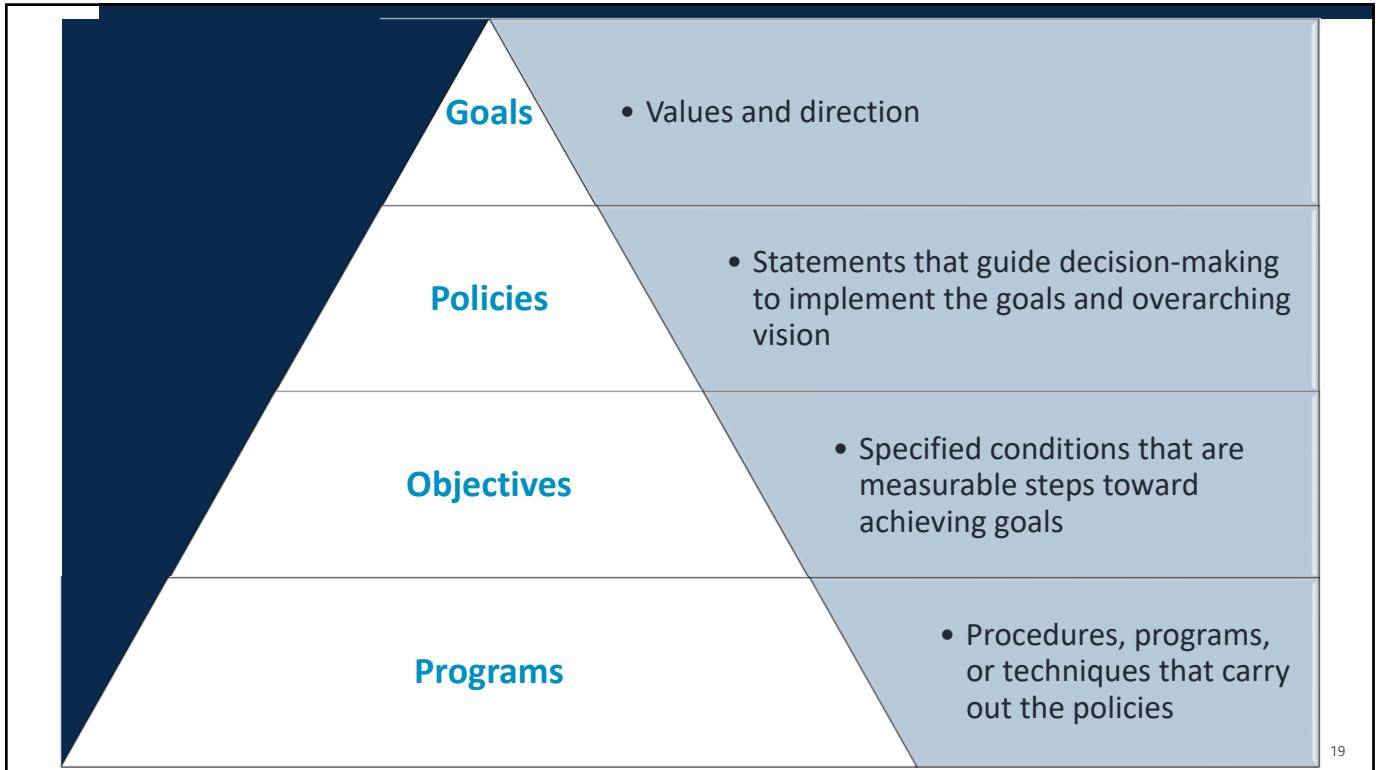 Goals
• Values and direction
Policies
• Statements that guide decision-making
to implement the goals and overarching
vision
Objectives
• Specified conditions that are
measurable steps toward
achieving goals
Programs
• Procedures, programs,
or techniques that carry
out the policies
19